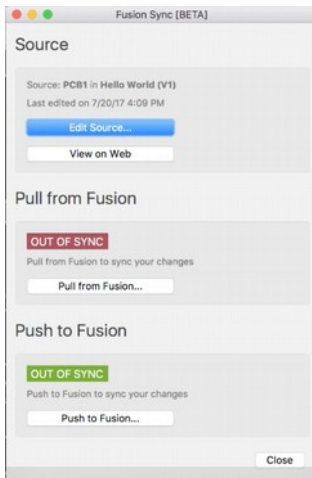 Fusion Sync [BETA]
Source
Source: PCB1 in Hello World (V1)
Last edited on 7/20/17 4:09 PM
Edit Source...
View on Web
Pull from Fusion
OUT OF SYNC
Pull from Fusion to sync your changes
Pull from Fusion...
Push to Fusion
OUT OF SYNC
Push to Fusion to sync your changes
Push to Fusion...
Close